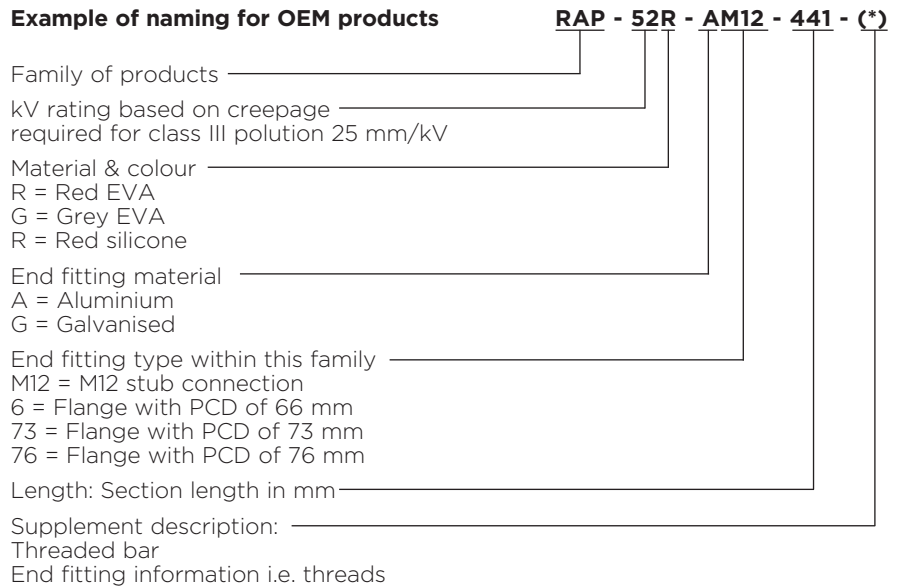 Example of naming for OEM products RAP - 52R - AM12 - 441 - (*)
Family of products
kV rating based on creepage
required for class III polution 25 mm/kV
Material & colour
R = Red EVA
G = Grey EVA
R = Red silicone
End fitting material
A = Aluminium
G = Galvanised
End fitting type within this family
M12 = M12 stub connection
6 = Flange with PCD of 66 mm
73 = Flange with PCD of 73 mm
76 = Flange with PCD of 76 mm
Length: Section length in mm
Supplement description:
Threaded bar
End fitting information i.e. threads